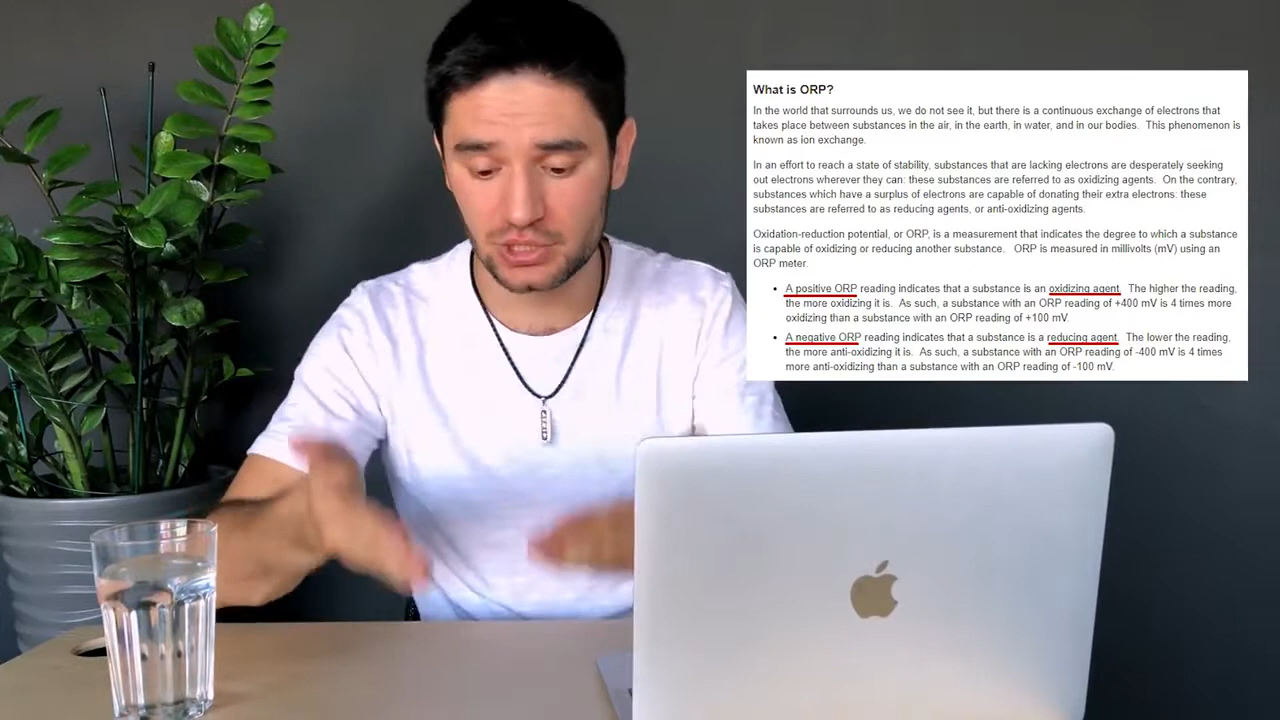 What is ORP?
In the world that surrounds us, we do not see it, but there is a continuous exchange of electrons that
takes place between substances in the air, in the earth, in water, and in our bodies. This phenomenon is
known as ion exchange.
In an effort to reach a state of stability, substances that are lacking electrons are desperately seeking
out electrons wherever they can: these substances are referred to as oxidizing agents. On the contrary,
substances which have a surplus of electrons are capable of donating their extra electrons: these
substances are referred to as reducing agents, or anti-oxidizing agents.
Oxidation-reduction potential, or ORP, is a measurement that indicates the degree to which a substance
is capable of oxidizing or reducing another substance. ORP is measured in millivolts (mV) using an
ORP meter.
• A positive ORP reading indicates that a substance is an oxidizing agent. The higher the reading,
the more oxidizing it is. As such, a substance with an ORP reading of +400 mV is 4 times more
oxidizing than a substance with an ORP reading of +100 mV.
• A negative ORP reading indicates that a substance is a reducing agent. The lower the reading,
the more anti-oxidizing it is. As such, a substance with an ORP reading of -400 mV is 4 times
more anti-oxidizing than a substance with an ORP reading of -100 mV.